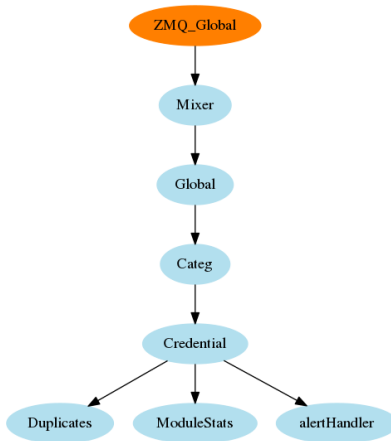 ZMQ_Global
Mixer
Global
Categ
Credential
Duplicates
ModuleStats
alertHandler